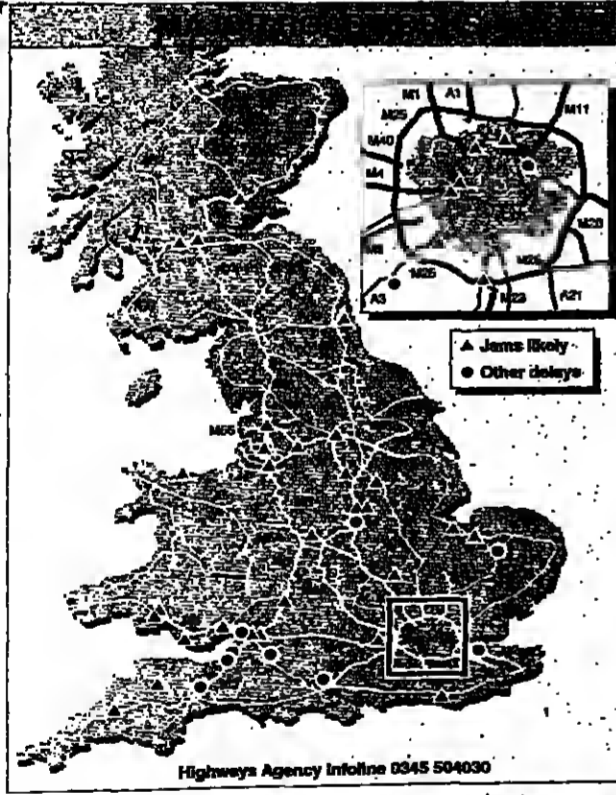 M1
A1
M25
M11
M40
M4
M20
M25
M26
A3
M23
A21
▲ Jams likely
● Other delays
M55
Highways Agency Infoline 0345 504030